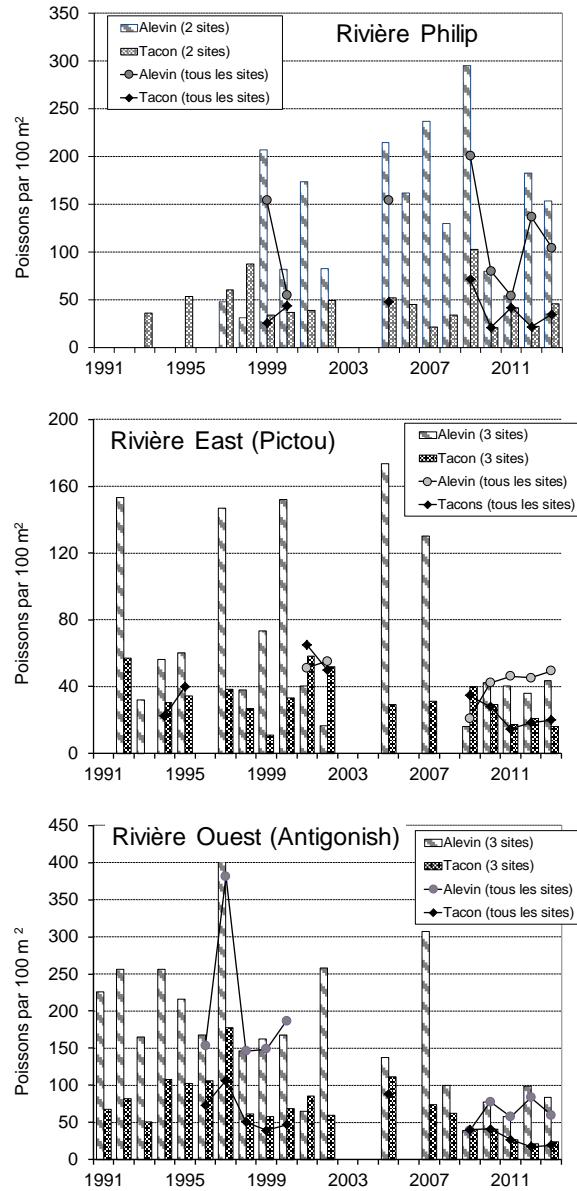 Rivière Philip
Alevin (2 sites)
Tacon (2 sites)
Alevin (tous les sites)
Tacon (tous les sites)
Poissons par 100 m²
350
300
250
200
150
100
50
0
1991 1995 1999 2003 2007 2011
Rivière East (Pictou)
Alevin (3 sites)
Tacon (3 sites)
Alevin (tous les sites)
Tacons (tous les sites)
Poissons par 100 m²
200
160
120
80
40
0
1991 1995 1999 2003 2007 2011
Rivière Ouest (Antigonish)
Alevin (3 sites)
Tacon (3 sites)
Alevin (tous les sites)
Tacon (tous les sites)
Poissons par 100 m²
450
400
350
300
250
200
150
100
50
0
1991 1995 1999 2003 2007 2011